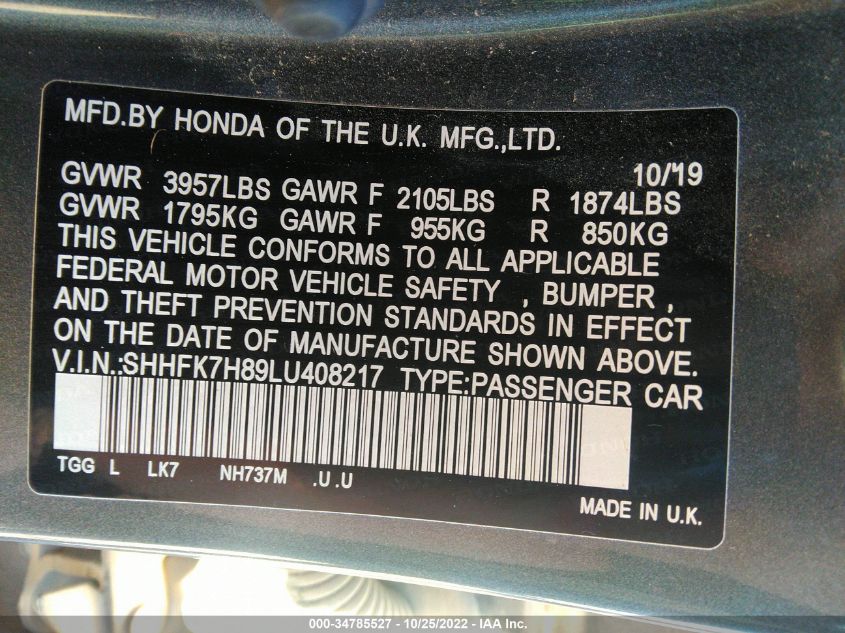 MFD.BY HONDA OF THE U.K. MFG.,LTD.
10/'19
GVWR 3957LBS GAWR F 2105LBS R 1874LBS
GVWR 1795KG GAWR F 955KG R 850KG
THIS VEHICLE CONFORMS TO ALL APPLICABLE
FEDERAL MOTOR VEHICLE SAFETY , BUMPER ,
AND THEFT PREVENTION STANDARDS IN EFFECT
ON THE DATE OF MANUFACTURE SHOWN ABOVE.
V.I.N.:SHHFK7H89LU408217 TYPE:PASSENGER CAR
TGG L LK7 NH737M .U .U
MADE IN U.K.
000-34785527 - 10/25/2022 - IAA Inc.